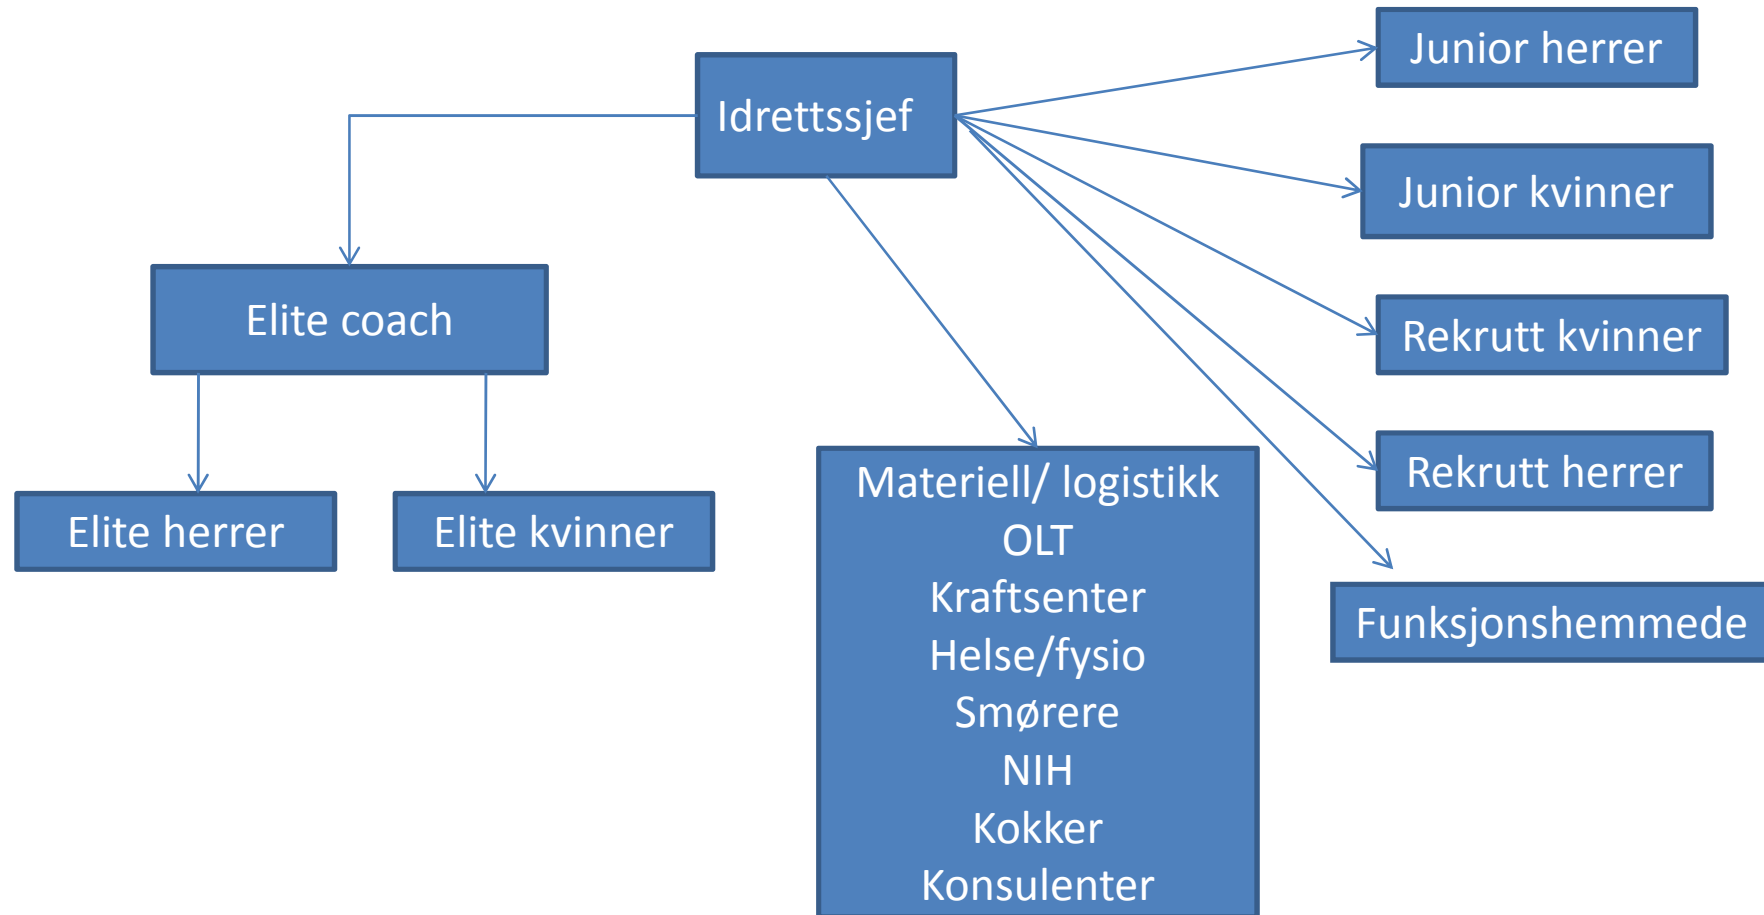 Idrettssjef
Elite coach
Elite herrer
Elite kvinner
Materiell/ logistikk
OLT
Kraftsenter
Helse/fysio
Smørere
NIH
Kokker
Konsulenter
Junior herrer
Junior kvinner
Rekrutt kvinner
Rekrutt herrer
Funksjonshemmede